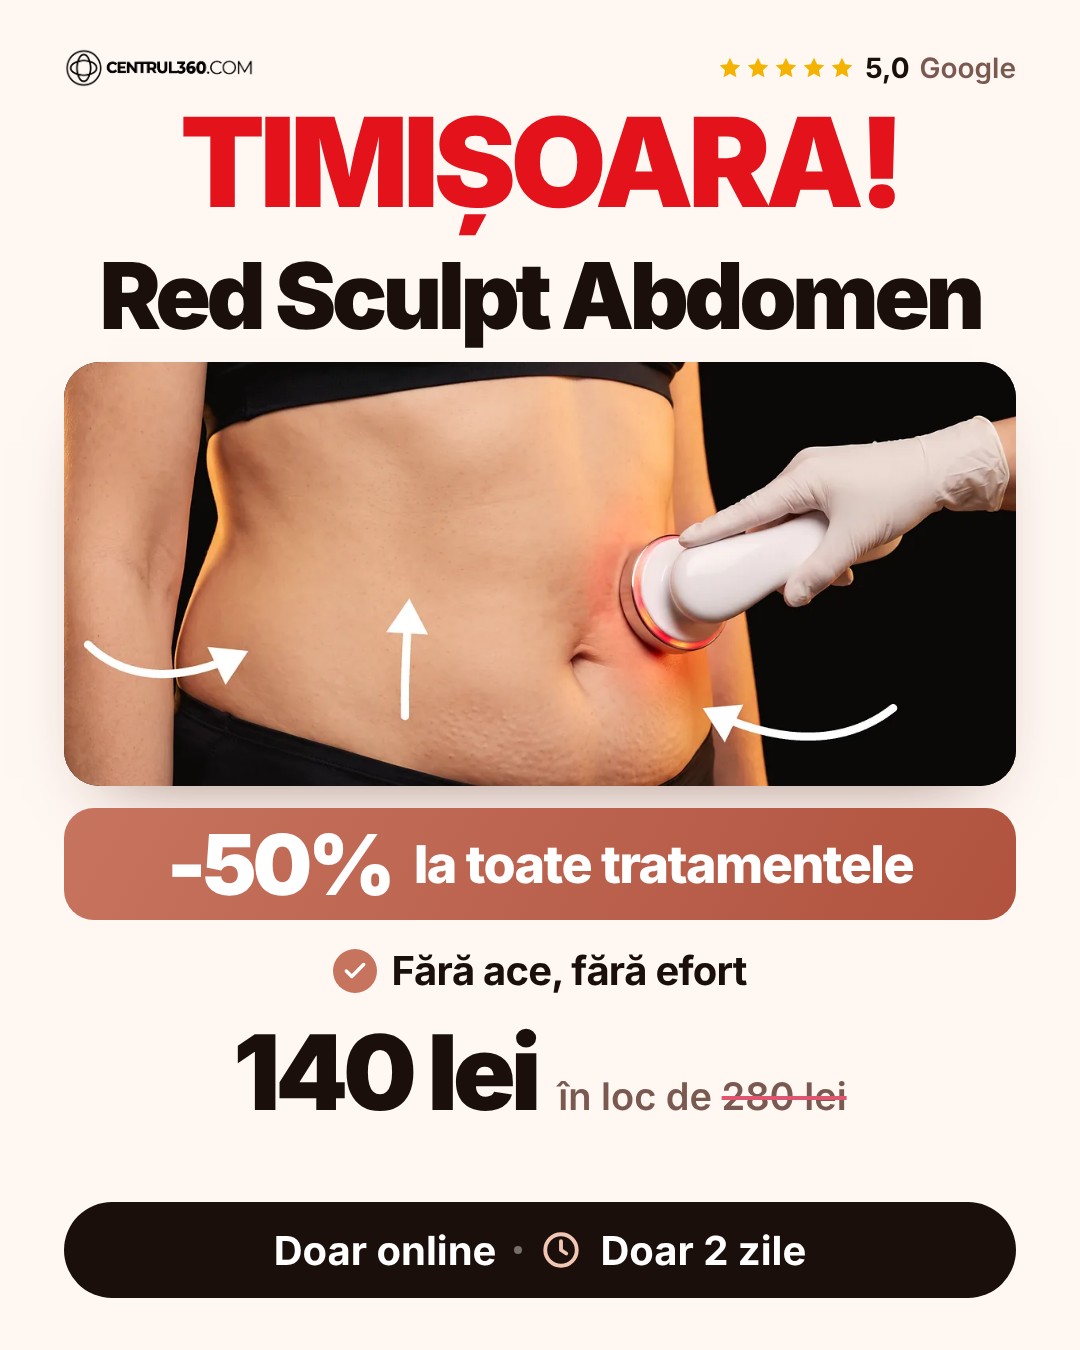 CENTRUL360.COM
5,0 Google
TIMIȘOARA!
Red Sculpt Abdomen
-50% la toate tratamentele
Fără ace, fără efort
140 lei în loc de 280 lei
Doar online • Doar 2 zile